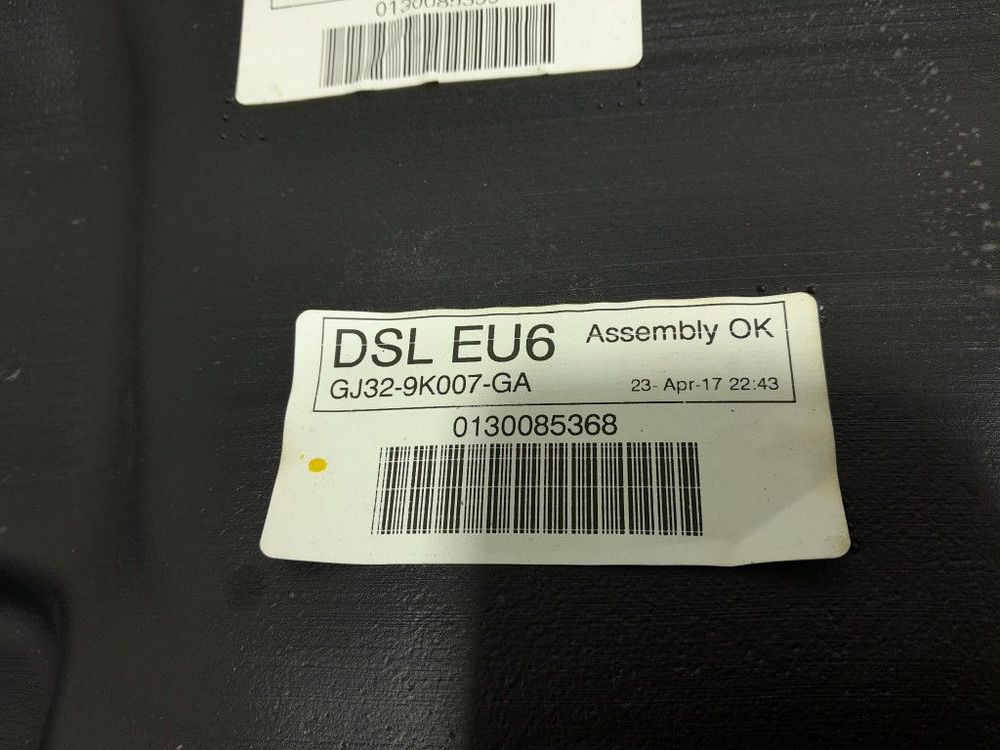 DSL EU6 Assembly OK
GJ32-9K007-GA 23- Apr-17 22:43
0130085368